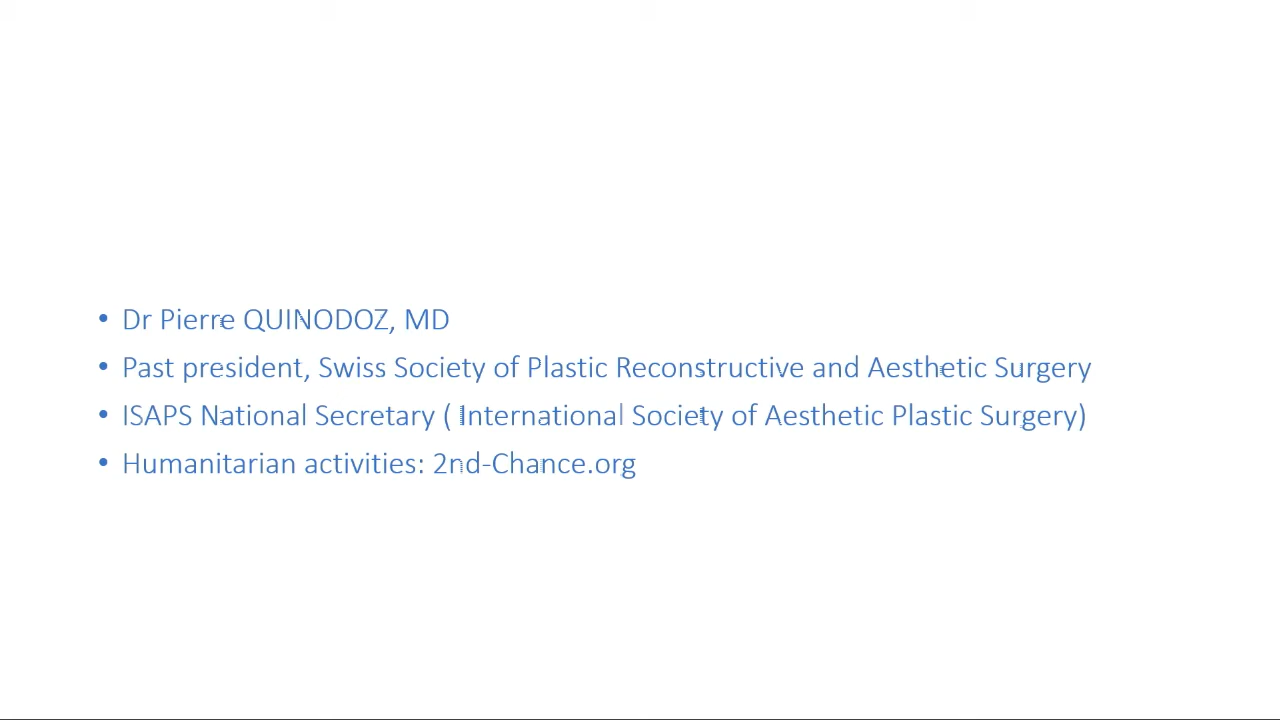 • Dr Pierre QUINODOZ, MD
• Past president, Swiss Society of Plastic Reconstructive and Aesthetic Surgery
• ISAPS National Secretary ( International Society of Aesthetic Plastic Surgery)
• Humanitarian activities: 2nd-Chance.org